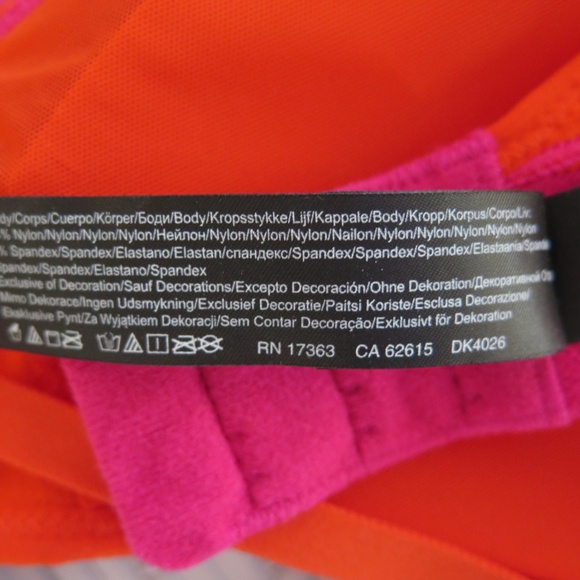 dy/Corps/Cuerpo/Körper/Боди/Body/Kropsstykke/Lijf/Kappale/Body/Kropp/Korpus/Corpo/Liv:
% Nylon/Nylon/Nylon/Nylon/Нейлон/Nylon/Nylon/Nylon/Nailon/Nylon/Nylon/Nylon/Nylon/Nylon
% Spandex/Spandex/Elastano/Elastan/спандекс/Spandex/Spandex/Spandex/Elastaania/Spandex
Spandex/Spandex/Elastano/Spandex
Exclusive of Decoration/Sauf Decorations/Excepto Decoración/Ohne Dekoration/Декоративной
Mimo Dekorace/Ingen Udsmykning/Exclusief Decoratie/Paitsi Koriste/Esclusa Decorazione/
Eksklusive Pynt/Za Wyjątkiem Dekoracji/Sem Contar Decoração/Exklusivt för Dekoration
RN 17363 CA 62615 DK4026